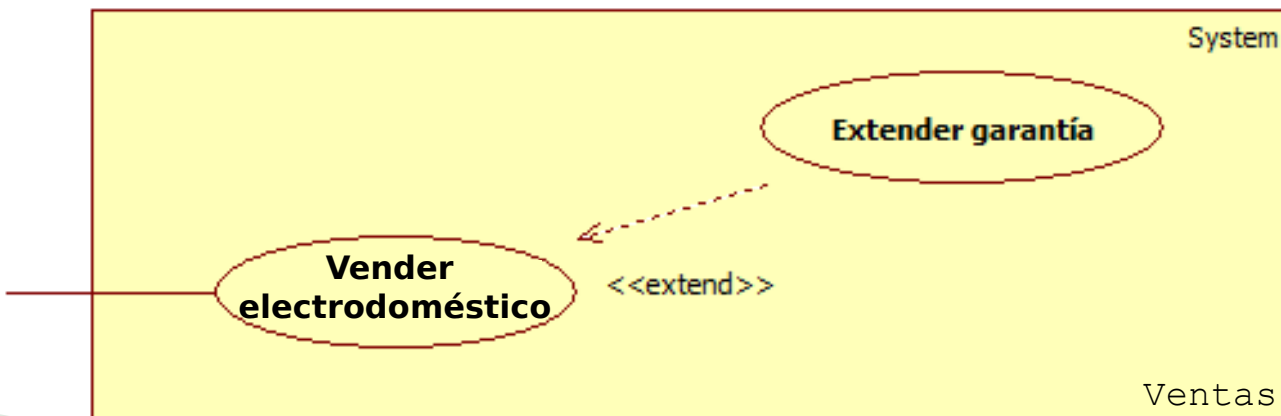 System
Extender garantía
Vender
electrodoméstico
<<extend>>
Ventas